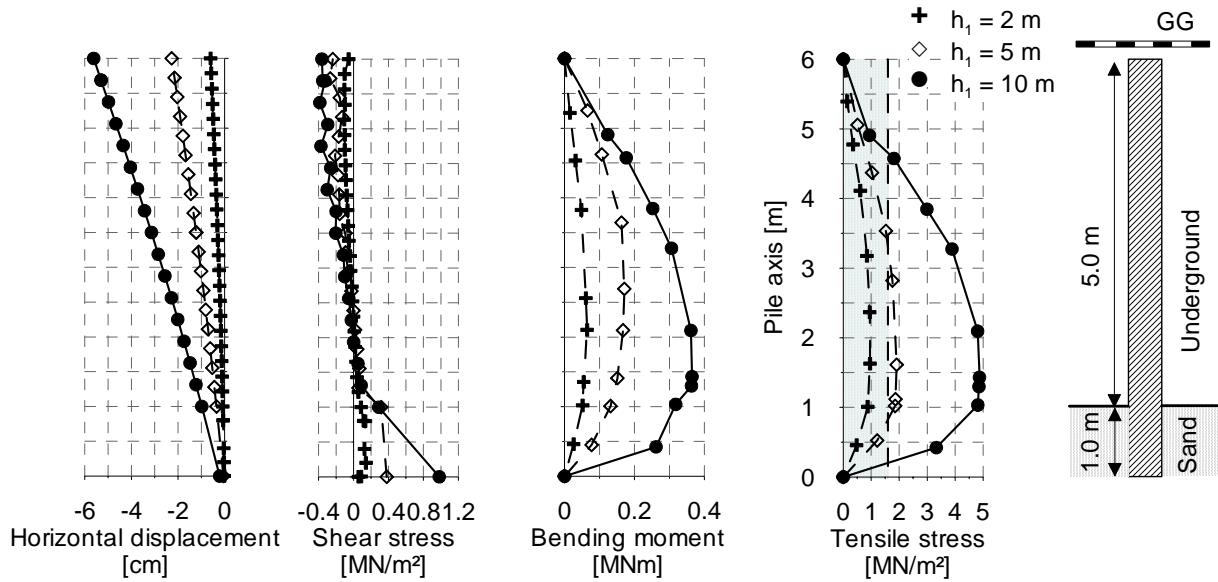 h1 = 2 m
h1 = 5 m
h1 = 10 m
GG
6
5
4
3
2
1
0
Pile axis [m]
5.0 m
Underground
1.0 m
Sand
-6 -4 -2 0
-0.4 0 0.4 0.8 1.2
0 0.2 0.4
0 1 2 3 4 5
Horizontal displacement
[cm]
Shear stress
[MN/m²]
Bending moment
[MNm]
Tensile stress
[MN/m²]